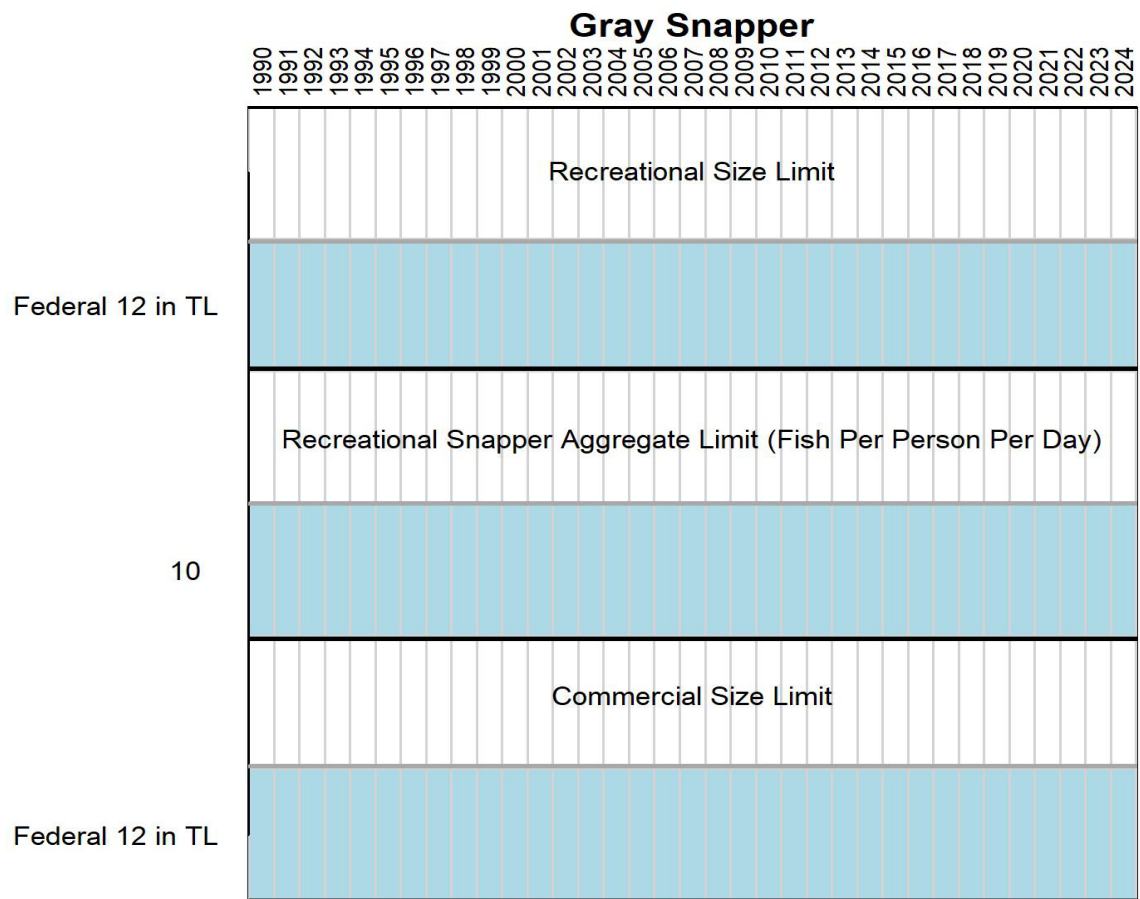 Gray Snapper
1990 1991 1992 1993 1994 1995 1996 1997 1998 1999 2000 2001 2002 2003 2004 2005 2006 2007 2008 2009 2010 2011 2012 2013 2014 2015 2016 2017 2018 2019 2020 2021 2022 2023 2024
Recreational Size Limit
Federal 12 in TL
Recreational Snapper Aggregate Limit (Fish Per Person Per Day)
10
Commercial Size Limit
Federal 12 in TL